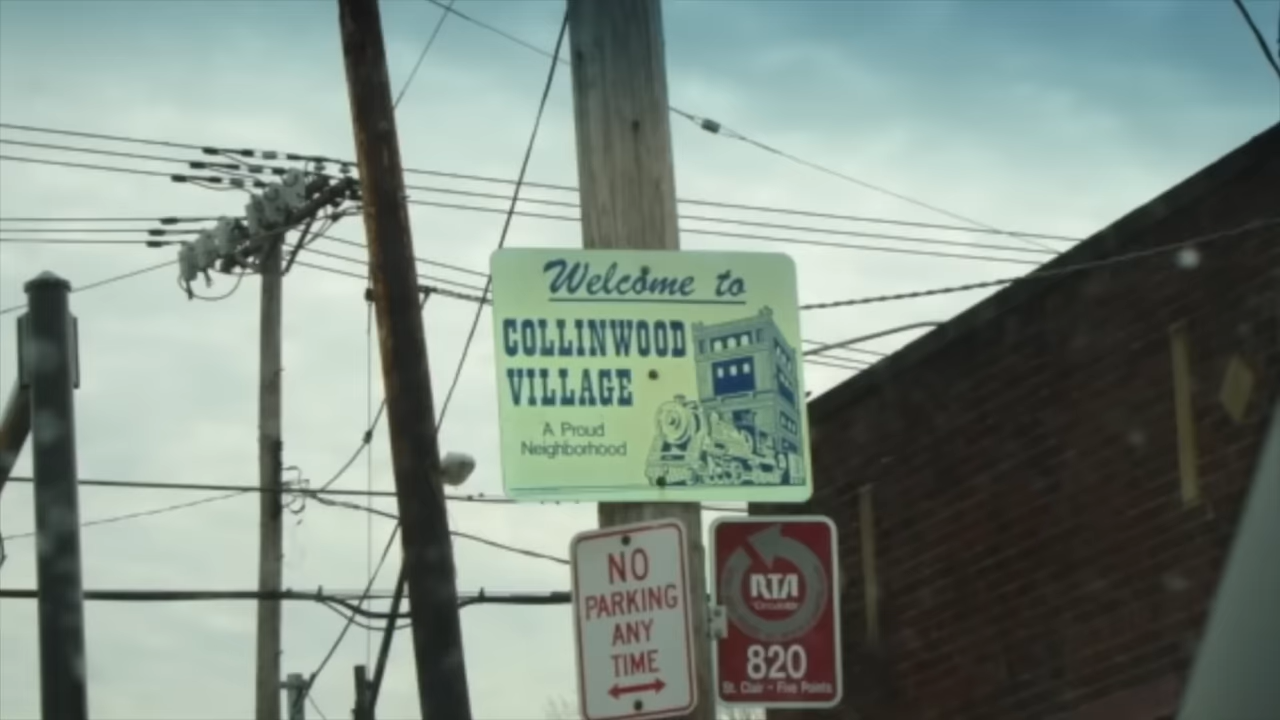 Welcome to
COLLINWOOD
VILLAGE
A Proud
Neighborhood
NO
PARKING
ANY
TIME
RTA
820
St. Clair - Five Points